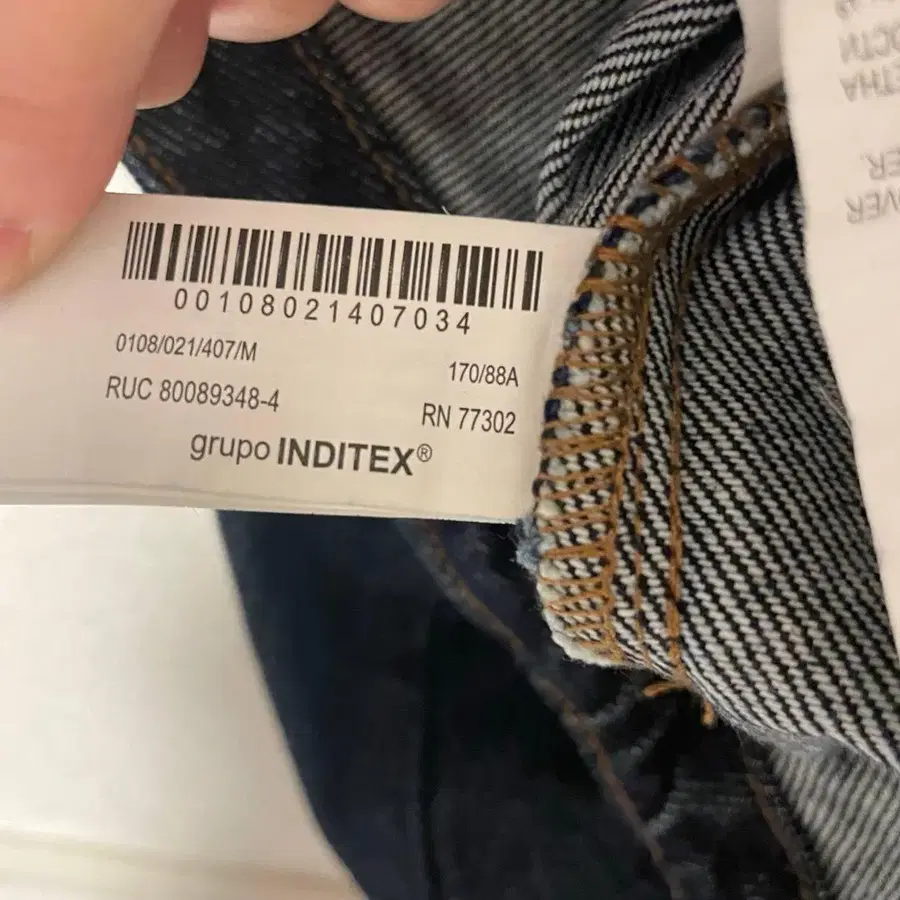 00108021407034
0108/021/407/M
170/88A
RUC 80089348-4
RN 77302
grupo INDITEX®